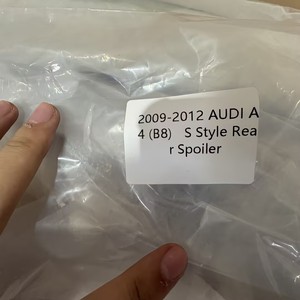 2009-2012 AUDI A
4 (B8) S Style Rea
r Spoiler